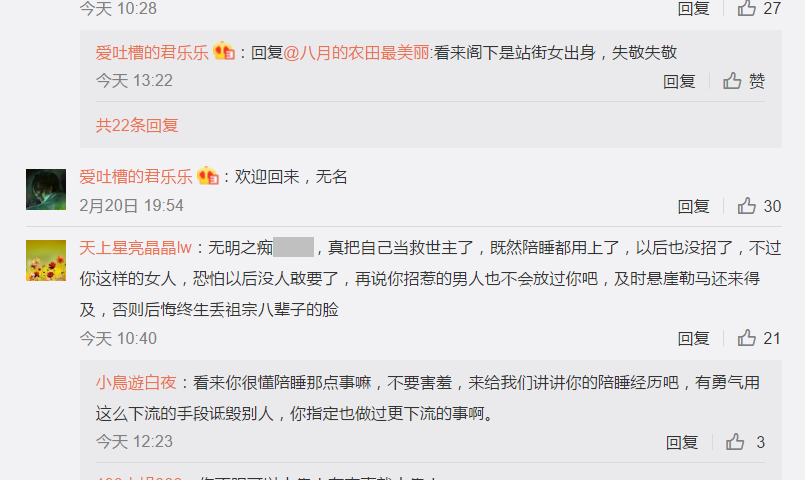 今天 10:28 回复 27
爱吐槽的君乐乐：回复@八月的农田最美丽:看来阁下是站街女出身，失敬失敬
今天 13:22 回复 赞
共22条回复
爱吐槽的君乐乐：欢迎回来，无名
2月20日 19:54 回复 30
天上星亮晶晶lw：无明之痴，真把自己当救世主了，既然陪睡都用上了，以后也没招了，不过
你这样的女人，恐怕以后没人敢要了，再说你招惹的男人也不会放过你吧，及时悬崖勒马还来得
及，否则后悔终生丢祖宗八辈子的脸
今天 10:40 回复 21
小鳥遊白夜：看来你很懂陪睡那点事嘛，不要害羞，来给我们讲讲你的陪睡经历吧，有勇气用
这么下流的手段诋毁别人，你指定也做过更下流的事啊。
今天 12:23 回复 3